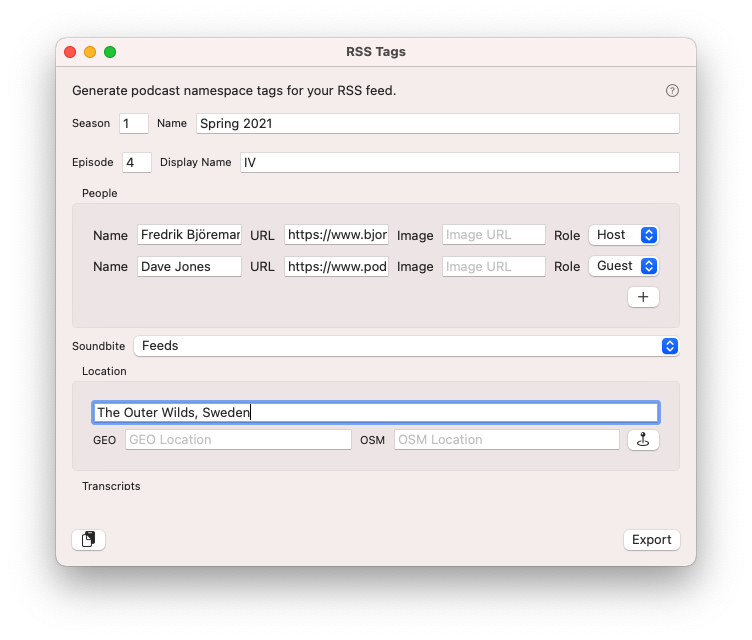 RSS Tags
Generate podcast namespace tags for your RSS feed. ?
Season 1 Name Spring 2021
Episode 4 Display Name IV
People
Name Fredrik Björemar URL https://www.bjor Image Image URL Role Host
Name Dave Jones URL https://www.pod Image Image URL Role Guest
+
Soundbite Feeds
Location
The Outer Wilds, Sweden
GEO GEO Location OSM OSM Location
Transcripts
Export